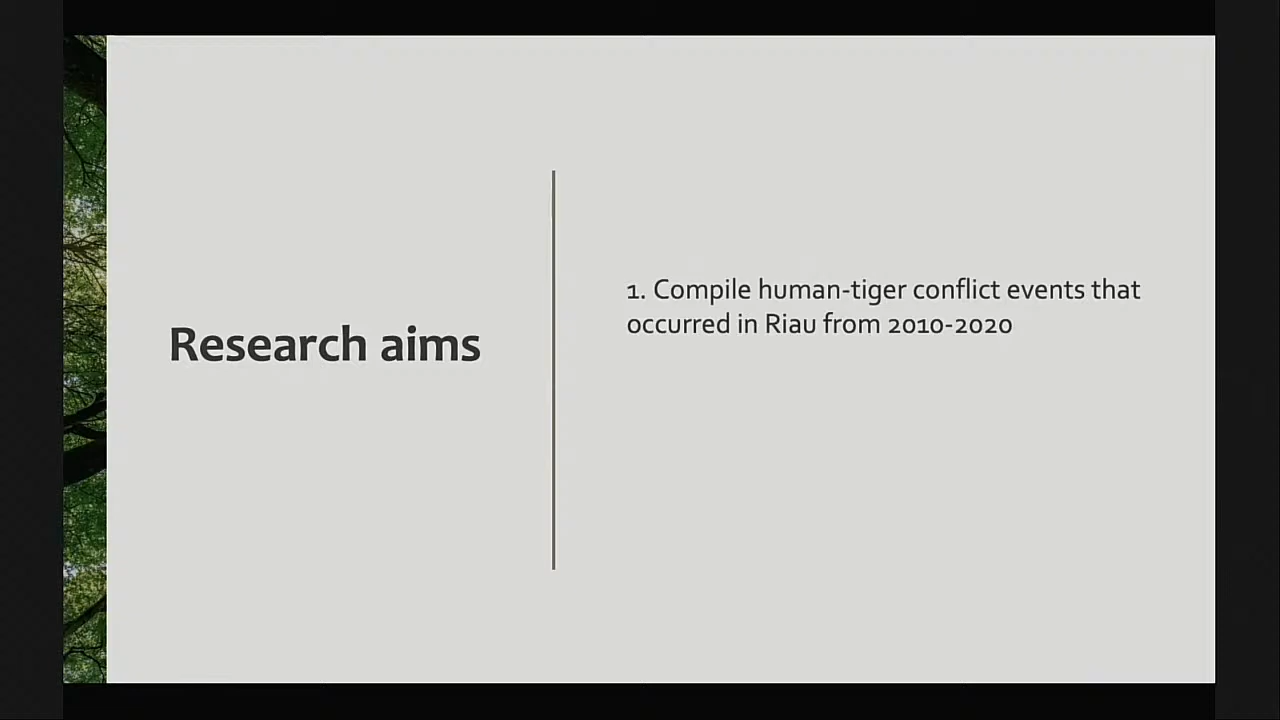 Research aims
1. Compile human-tiger conflict events that
occurred in Riau from 2010-2020